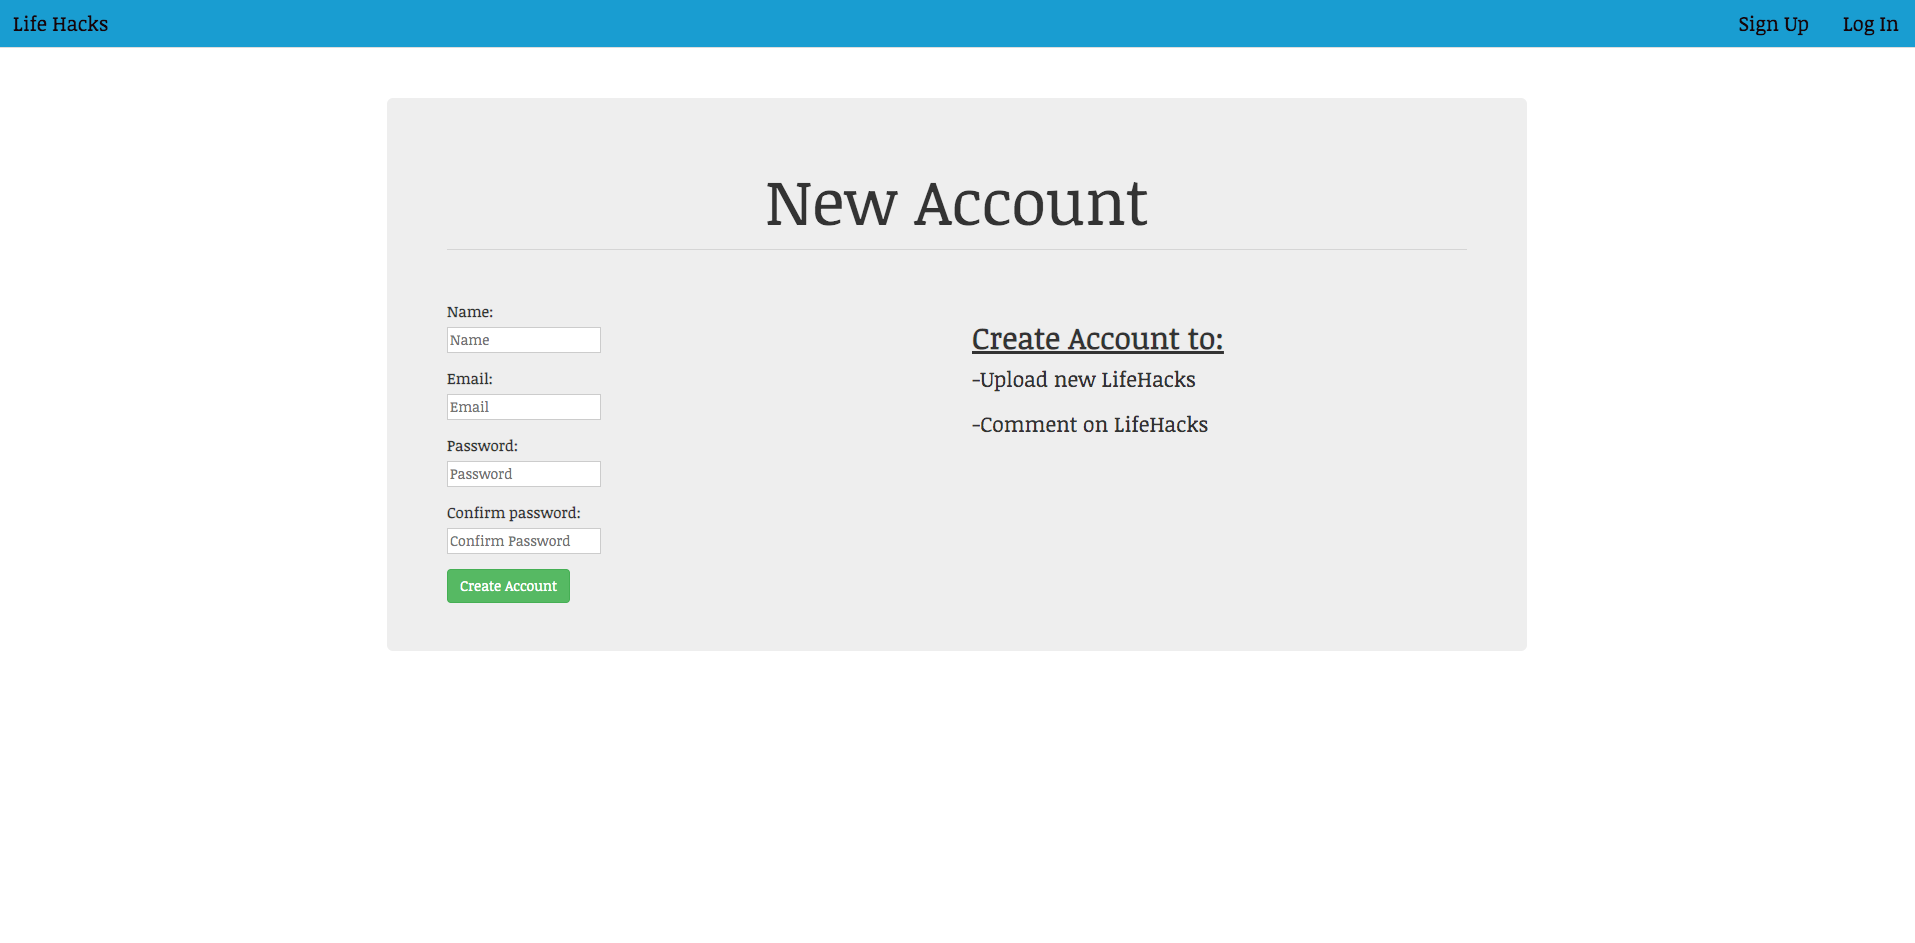 Life Hacks
Sign Up
Log In
New Account
Name:
Name
Email:
Email
Password:
Password
Confirm password:
Confirm Password
Create Account
Create Account to:
-Upload new LifeHacks
-Comment on LifeHacks